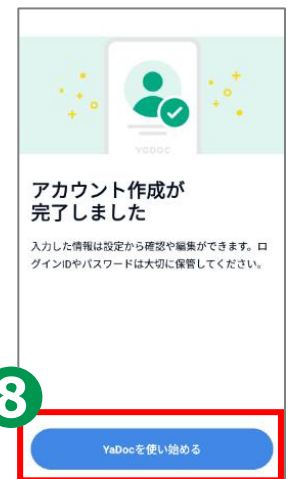 YaDOC
アカウント作成が
完了しました
入力した情報は設定から確認や編集ができます。ロ
グインIDやパスワードは大切に保管してください。
8
YaDocを使い始める